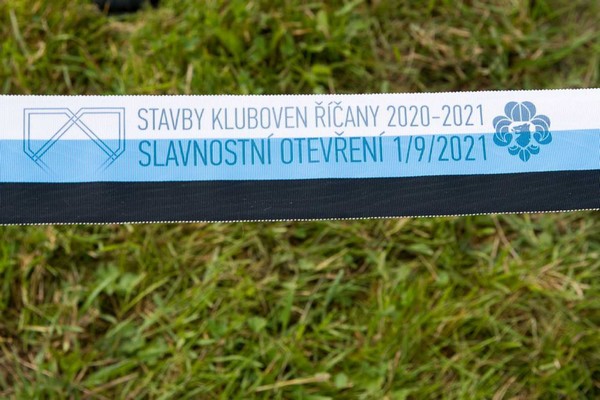 STAVBY KLUBOVEN ŘÍČANY 2020-2021
SLAVNOSTNÍ OTEVŘENÍ 1/9/2021